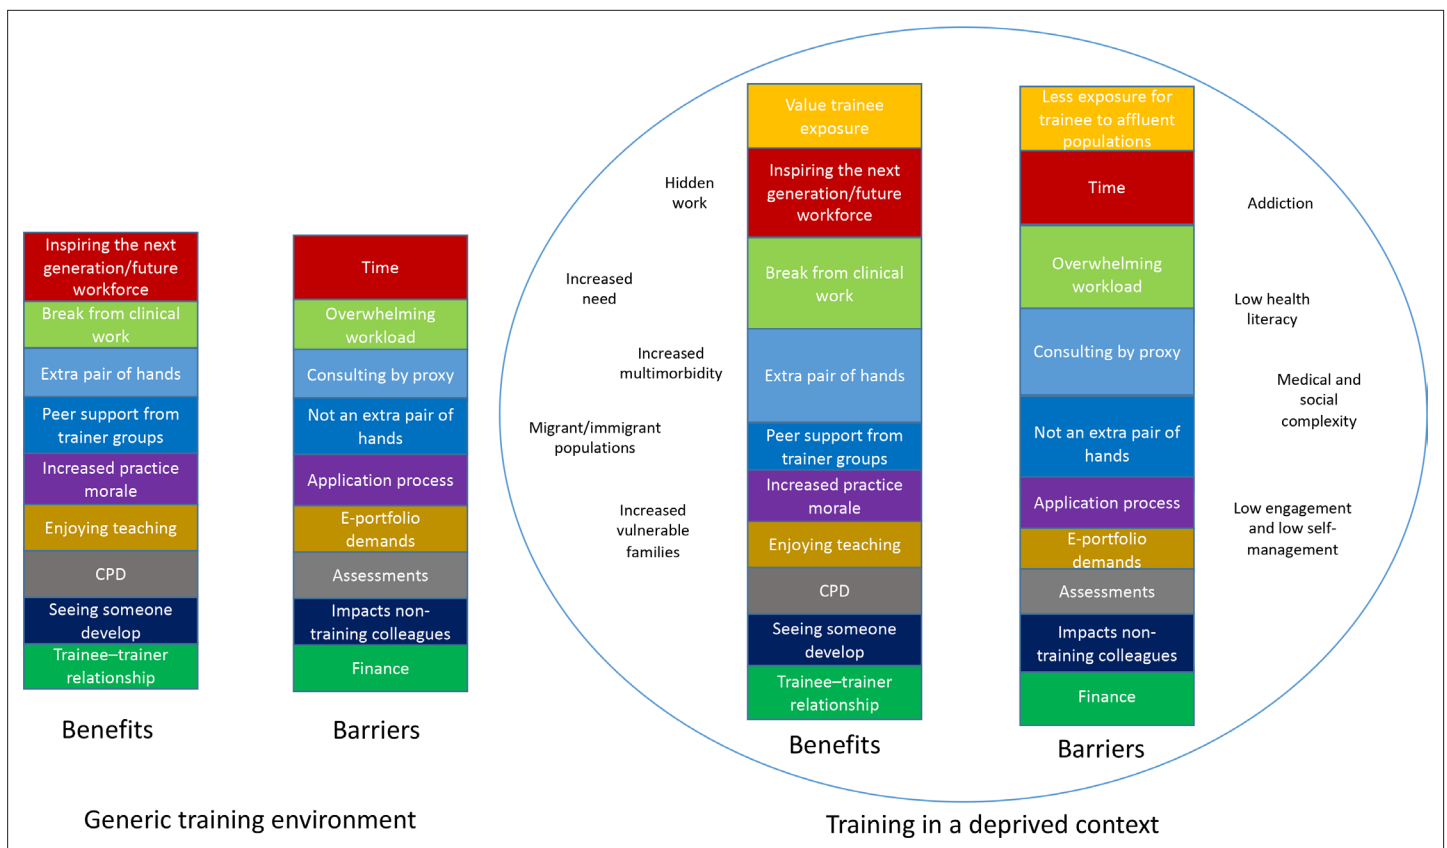 Inspiring the next
generation/future
workforce
Break from clinical
work
Extra pair of hands
Peer support from
trainer groups
Increased practice
morale
Enjoying teaching
CPD
Seeing someone
develop
Trainee–trainer
relationship
Benefits
Time
Overwhelming
workload
Consulting by proxy
Not an extra pair of
hands
Application process
E-portfolio
demands
Assessments
Impacts non-
training colleagues
Finance
Barriers
Generic training environment
Hidden
work
Increased
need
Increased
multimorbidity
Migrant/immigrant
populations
Increased
vulnerable
families
Value trainee
exposure
Inspiring the next
generation/future
workforce
Break from clinical
work
Extra pair of hands
Peer support from
trainer groups
Increased practice
morale
Enjoying teaching
CPD
Seeing someone
develop
Trainee–trainer
relationship
Benefits
Less exposure for
trainee to affluent
populations
Time
Overwhelming
workload
Consulting by proxy
Not an extra pair of
hands
Application process
E-portfolio
demands
Assessments
Impacts non-
training colleagues
Finance
Barriers
Addiction
Low health
literacy
Medical and
social
complexity
Low engagement
and low self-
management
Training in a deprived context